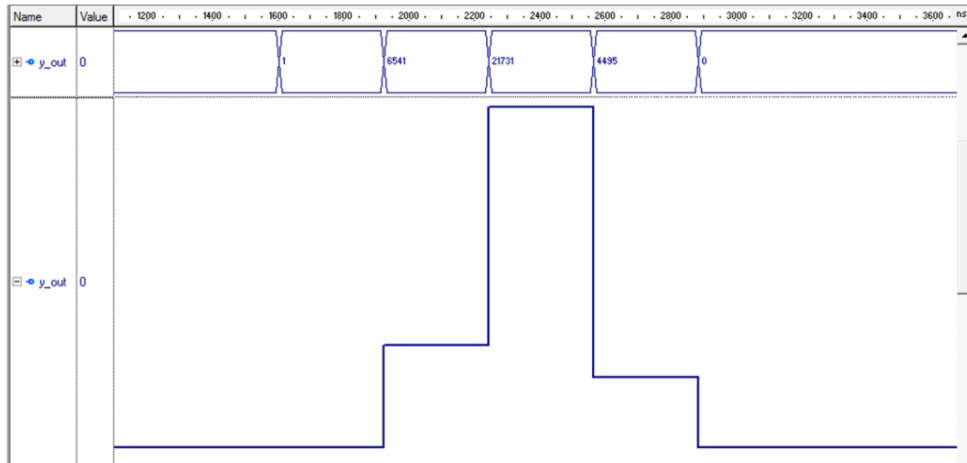 Name Value · 1200 · ı · 1400 · ı · 1600 · ı · 1800 · ı · 2000 · ı · 2200 · ı · 2400 · ı · 2600 · ı · 2800 · ı · 3000 · ı · 3200 · ı · 3400 · ı · 3600 · ns
y_out 0 1 6541 21731 4495 0
y_out 0